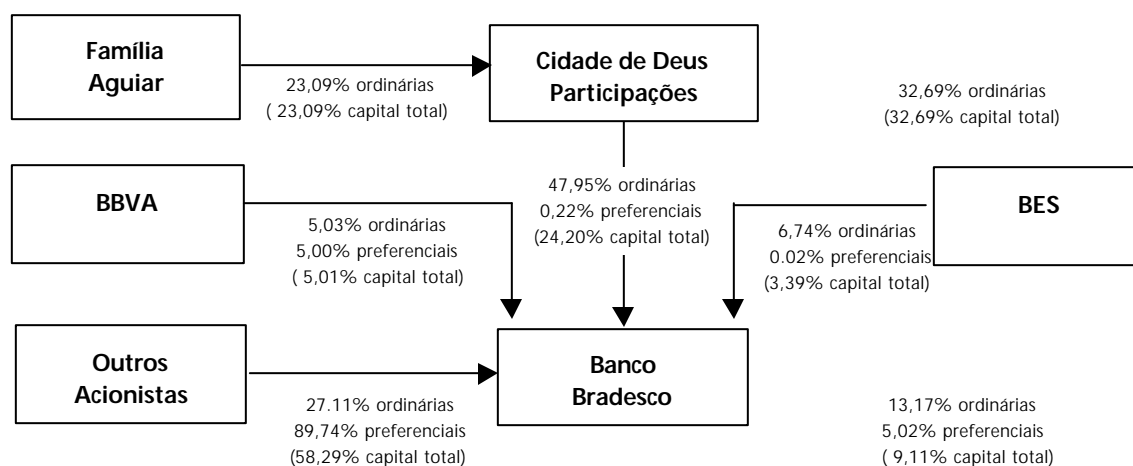 Família
Aguiar
23,09% ordinárias
( 23,09% capital total)
Cidade de Deus
Participações
32,69% ordinárias
(32,69% capital total)
BBVA
5,03% ordinárias
5,00% preferenciais
( 5,01% capital total)
47,95% ordinárias
0,22% preferenciais
(24,20% capital total)
6,74% ordinárias
0.02% preferenciais
(3,39% capital total)
BES
Outros
Acionistas
27.11% ordinárias
89,74% preferenciais
(58,29% capital total)
Banco
Bradesco
13,17% ordinárias
5,02% preferenciais
( 9,11% capital total)